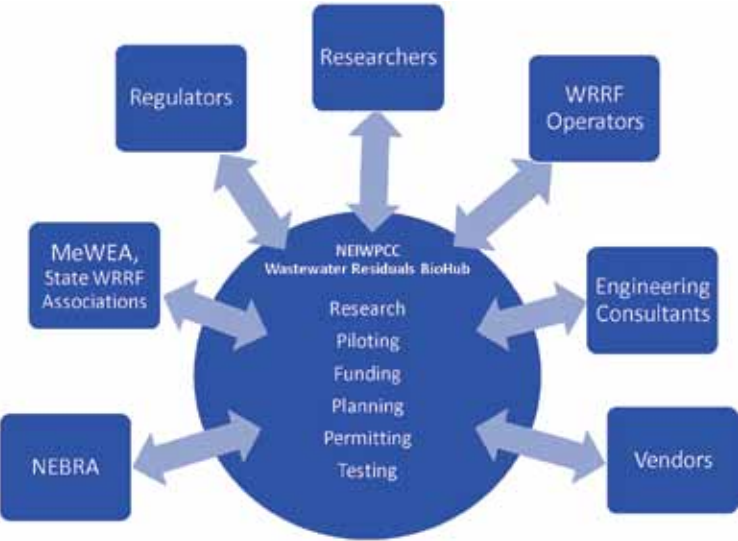 Researchers
Regulators
WRRF
Operators
MeWEA,
State WRRF
Associations
NEIWPCC
Wastewater Residuals BioHub
Research
Piloting
Funding
Planning
Permitting
Testing
Engineering
Consultants
NEBRA
Vendors